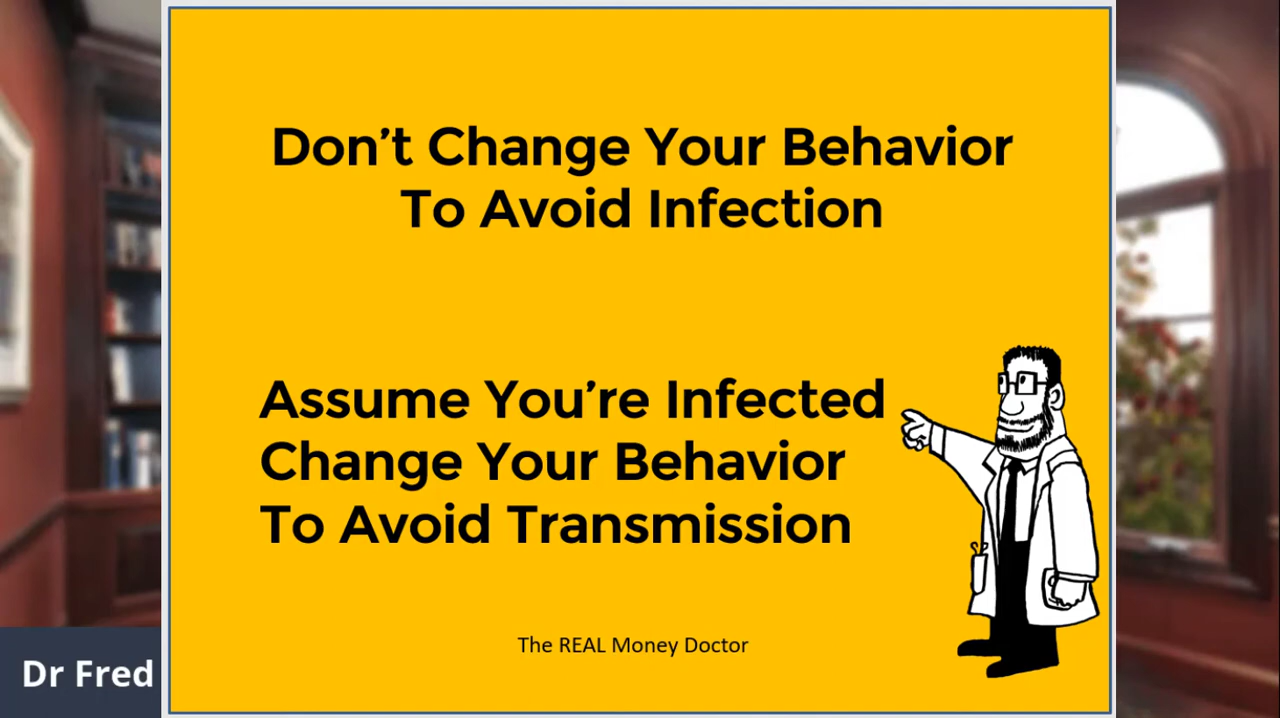 Don’t Change Your Behavior
To Avoid Infection
Assume You’re Infected
Change Your Behavior
To Avoid Transmission
The REAL Money Doctor
Dr Fred